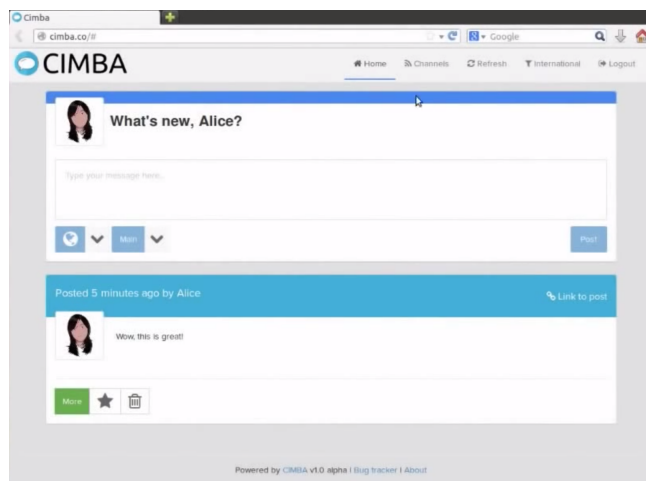 Cimba
cimba.co/#
Google
CIMBA
Home Channels Refresh International Logout
What's new, Alice?
Type your message here...
Main
Post
Posted 5 minutes ago by Alice
Link to post
Wow, this is great!
More
Powered by CIMBA v1.0 alpha | Bug tracker | About